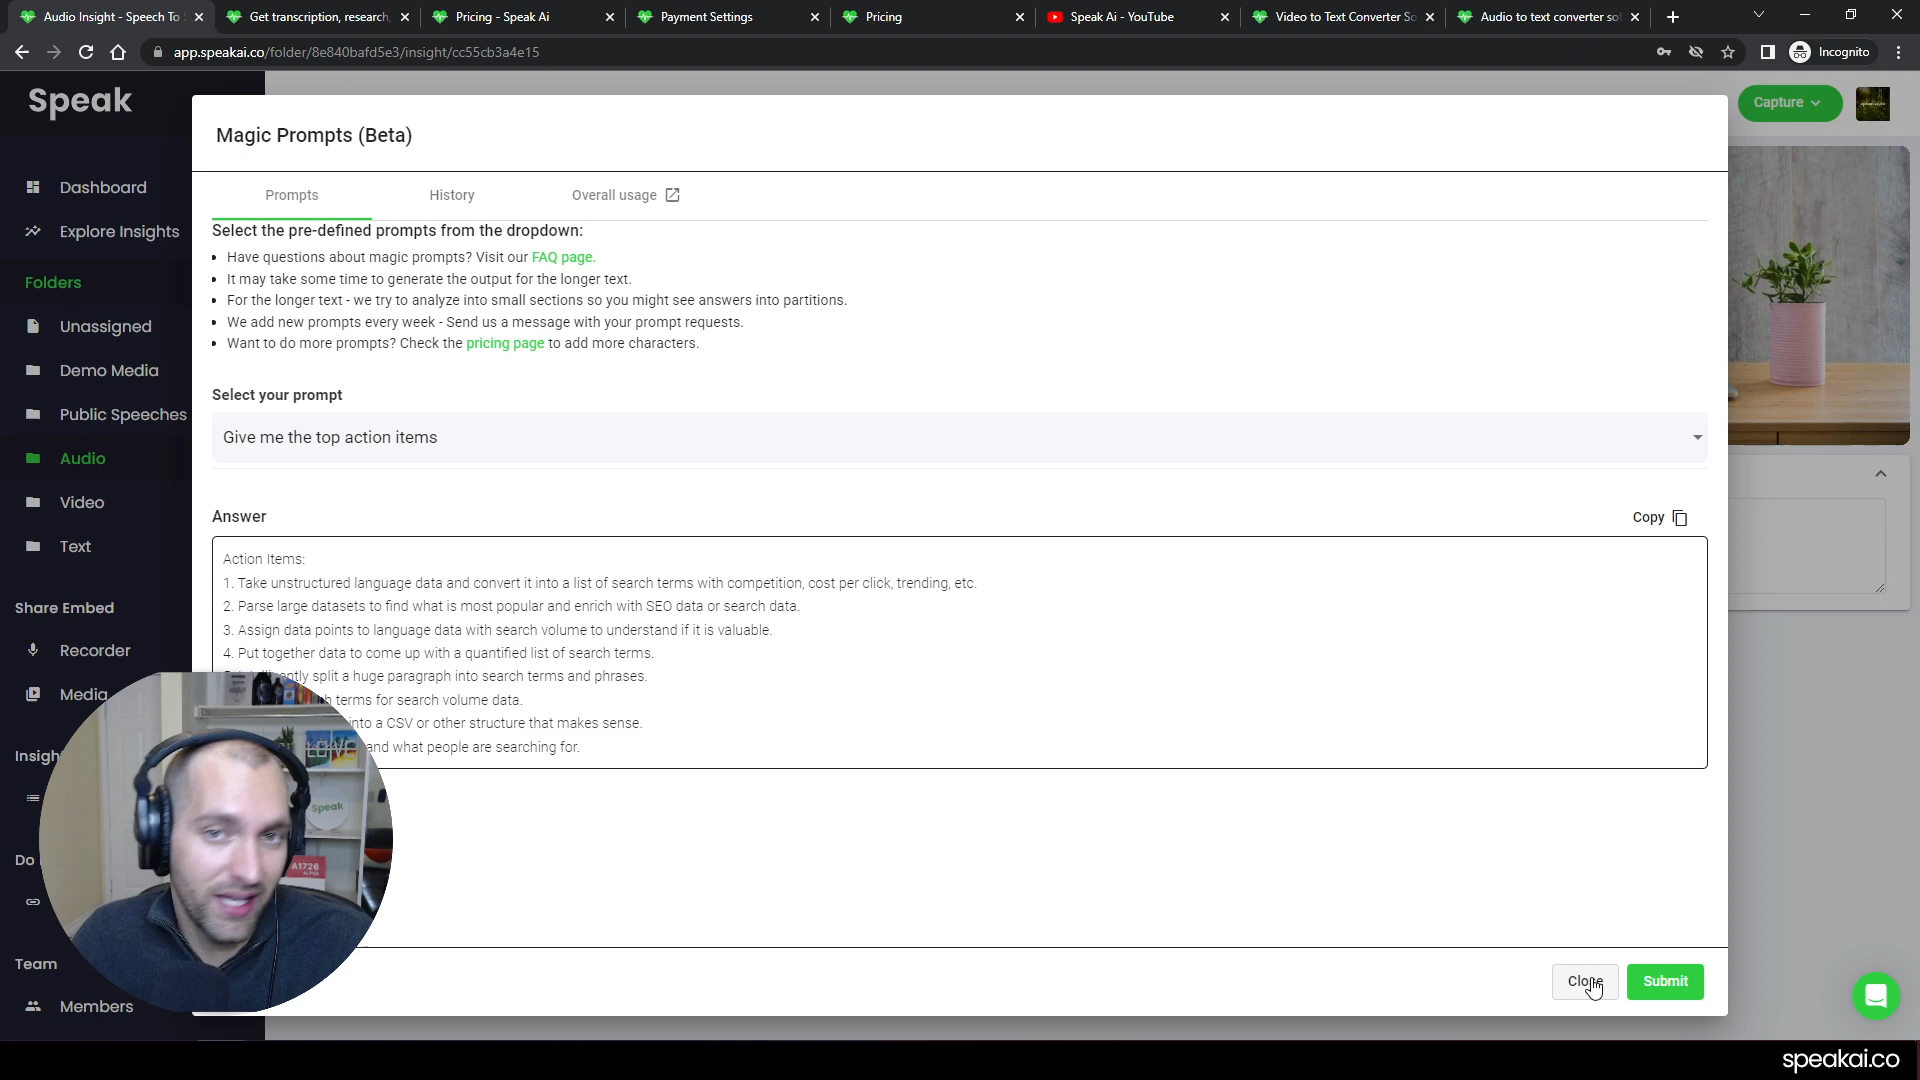 Audio Insight - Speech To
Get transcription, research,
Pricing - Speak Ai
Payment Settings
Pricing
Speak Ai - YouTube
Video to Text Converter So
Audio to text converter sof
app.speakai.co/folder/8e840bafd5e3/insight/cc55cb3a4e15
Incognito
Speak
Capture
Magic Prompts (Beta)
Dashboard
Prompts
History
Overall usage
Explore Insights
Select the pre-defined prompts from the dropdown:
Have questions about magic prompts? Visit our FAQ page.
It may take some time to generate the output for the longer text.
For the longer text - we try to analyze into small sections so you might see answers into partitions.
We add new prompts every week - Send us a message with your prompt requests.
Want to do more prompts? Check the pricing page to add more characters.
Folders
Unassigned
Demo Media
Public Speeches
Audio
Video
Text
Select your prompt
Give me the top action items
Answer
Copy
Action Items:
1. Take unstructured language data and convert it into a list of search terms with competition, cost per click, trending, etc.
2. Parse large datasets to find what is most popular and enrich with SEO data or search data.
3. Assign data points to language data with search volume to understand if it is valuable.
4. Put together data to come up with a quantified list of search terms.
split a huge paragraph into search terms and phrases.
terms for search volume data.
into a CSV or other structure that makes sense.
and what people are searching for.
Share Embed
Recorder
Media
Insigh
Do
Team
Members
LOVE
Speak
A1726
Close
Submit
speakai.co